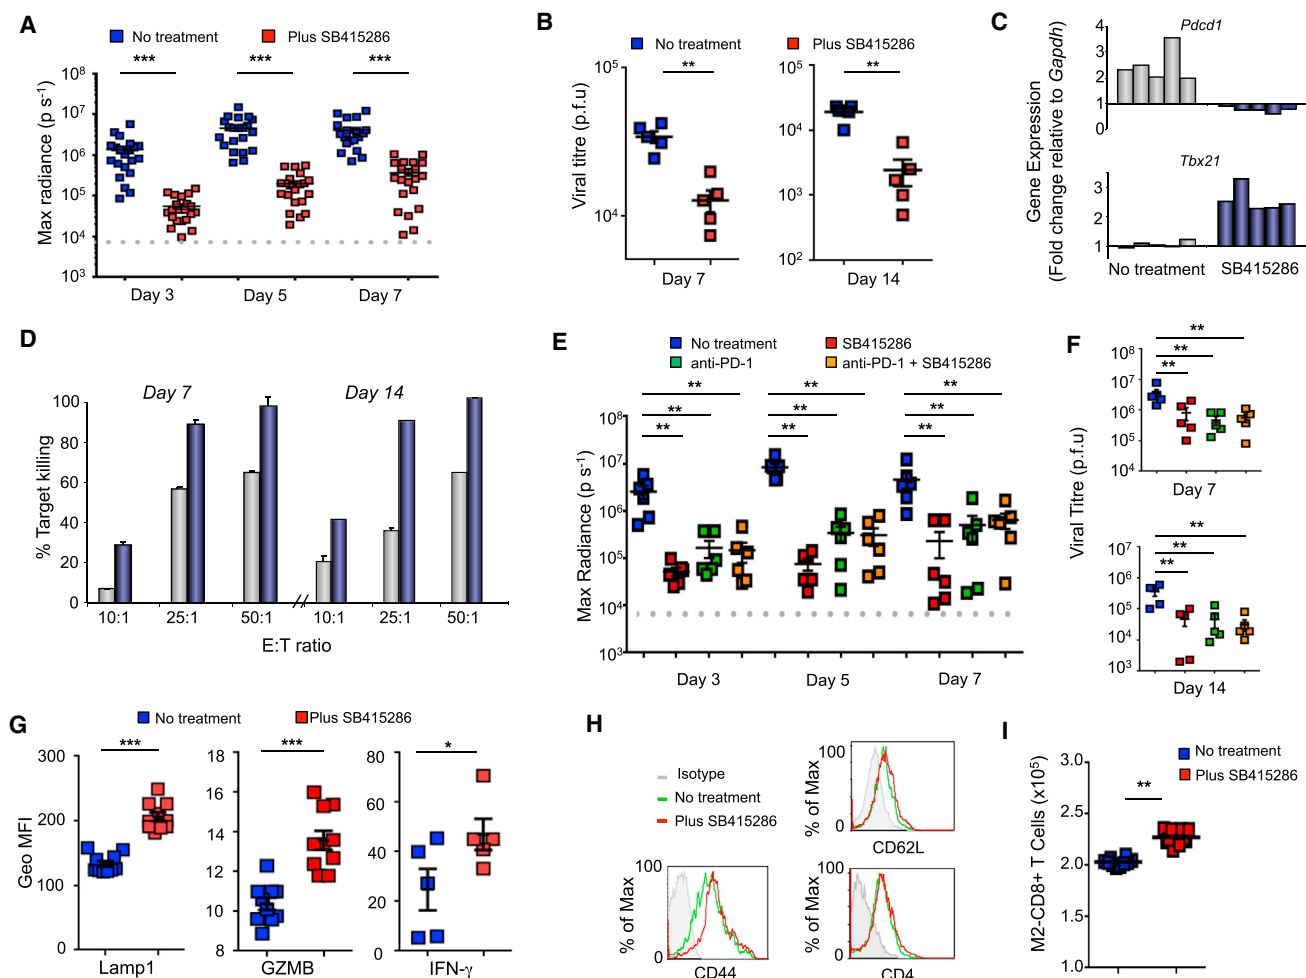 A
No treatment
Plus SB415286
*** *** ***
Max radiance (p s-1)
10⁸
10⁷
10⁶
10⁵
10⁴
10³
Day 3 Day 5 Day 7
B
No treatment
Plus SB415286
**
**
Viral titre (p.f.u)
10⁵
10⁴
Day 7
10⁵
10⁴
10³
10²
Day 14
C
Gene Expression
(Fold change relative to Gapdh)
Pdcd1
4
3
2
1
0
Tbx21
3
2
1
No treatment SB415286
D
Day 7 Day 14
% Target killing
100
80
60
40
20
0
10:1 25:1 50:1 // 10:1 25:1 50:1
E:T ratio
E
No treatment
SB415286
anti-PD-1
anti-PD-1 + SB415286
** ** **
** ** **
** ** **
Max Radiance (p s-1)
10⁸
10⁷
10⁶
10⁵
10⁴
10³
Day 3 Day 5 Day 7
F
**
**
**
Viral Titre (p.f.u)
10⁸
10⁷
10⁶
10⁵
10⁴
Day 7
**
**
**
10⁷
10⁶
10⁵
10⁴
10³
Day 14
G
No treatment
Plus SB415286
*** *** *
Geo MFI
300
200
100
0
Lamp1
18
16
14
12
10
8
GZMB
80
60
40
20
0
IFN-γ
H
Isotype
No treatment
Plus SB415286
% of Max
100
0
CD62L
% of Max
100
0
CD44
% of Max
100
0
CD4
I
No treatment
Plus SB415286
**
M2-CD8+ T Cells (x10⁵)
3.0
2.5
2.0
1.5
1.0